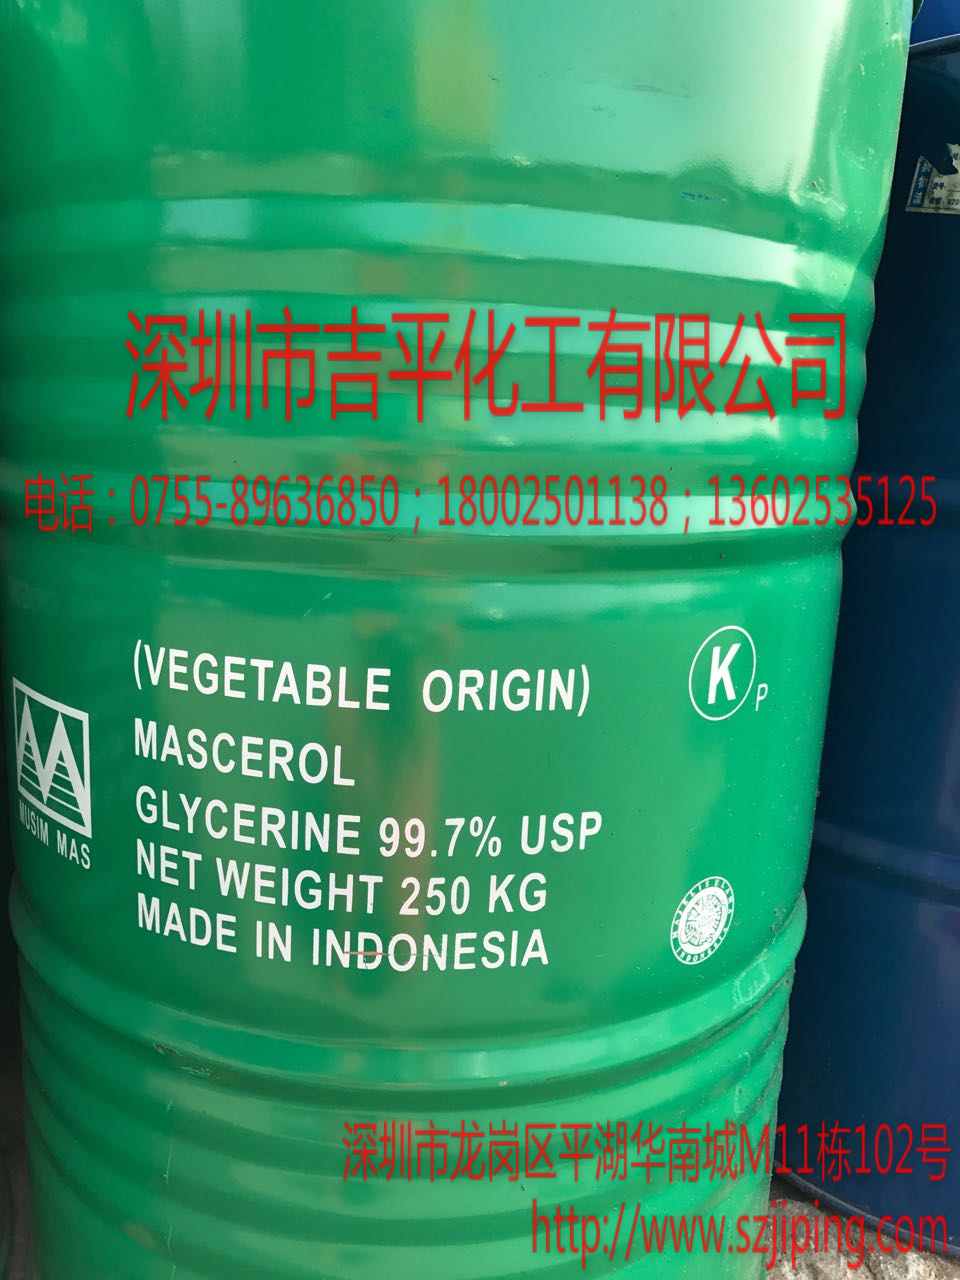 深圳市吉平化工有限公司
电话：0755-89636850；18002501138；13602535125
(VEGETABLE ORIGIN)
K
P
MUSIM MAS
MASCEROL
GLYCERINE 99.7% USP
NET WEIGHT 250 KG
MADE IN INDONESIA
INDONESIA
深圳市龙岗区平湖华南城M11栋102号
http://www.szjiping.com